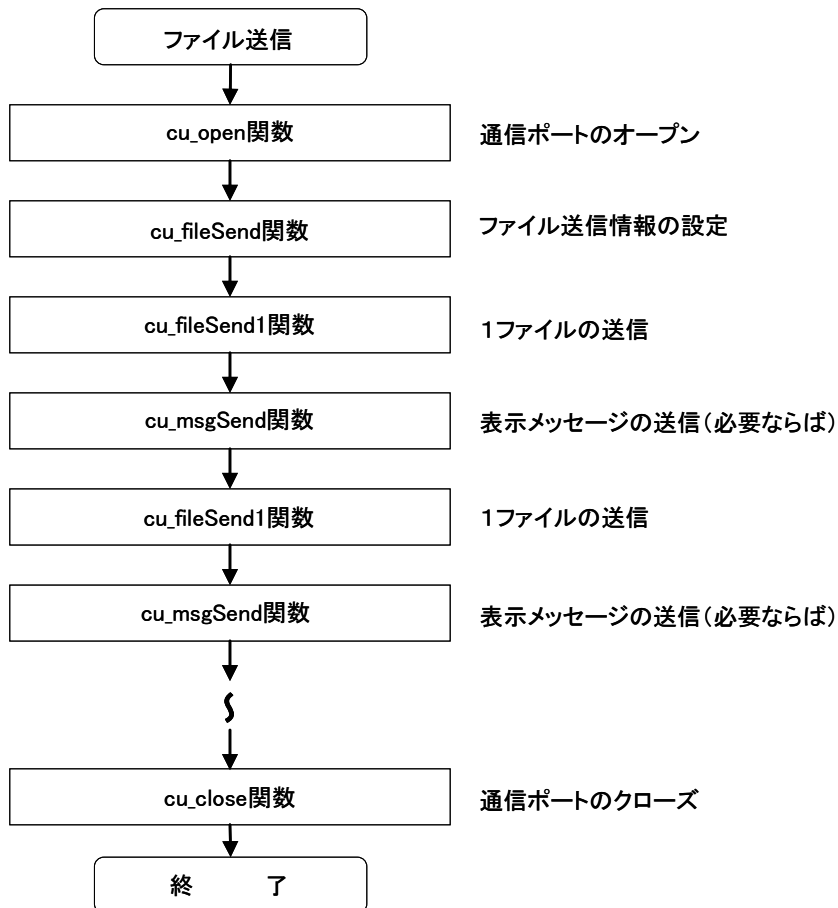 ファイル送信
cu_open関数
通信ポートのオープン
cu_fileSend関数
ファイル送信情報の設定
cu_fileSend1関数
1ファイルの送信
cu_msgSend関数
表示メッセージの送信(必要ならば)
cu_fileSend1関数
1ファイルの送信
cu_msgSend関数
表示メッセージの送信(必要ならば)
cu_close関数
通信ポートのクローズ
終 了